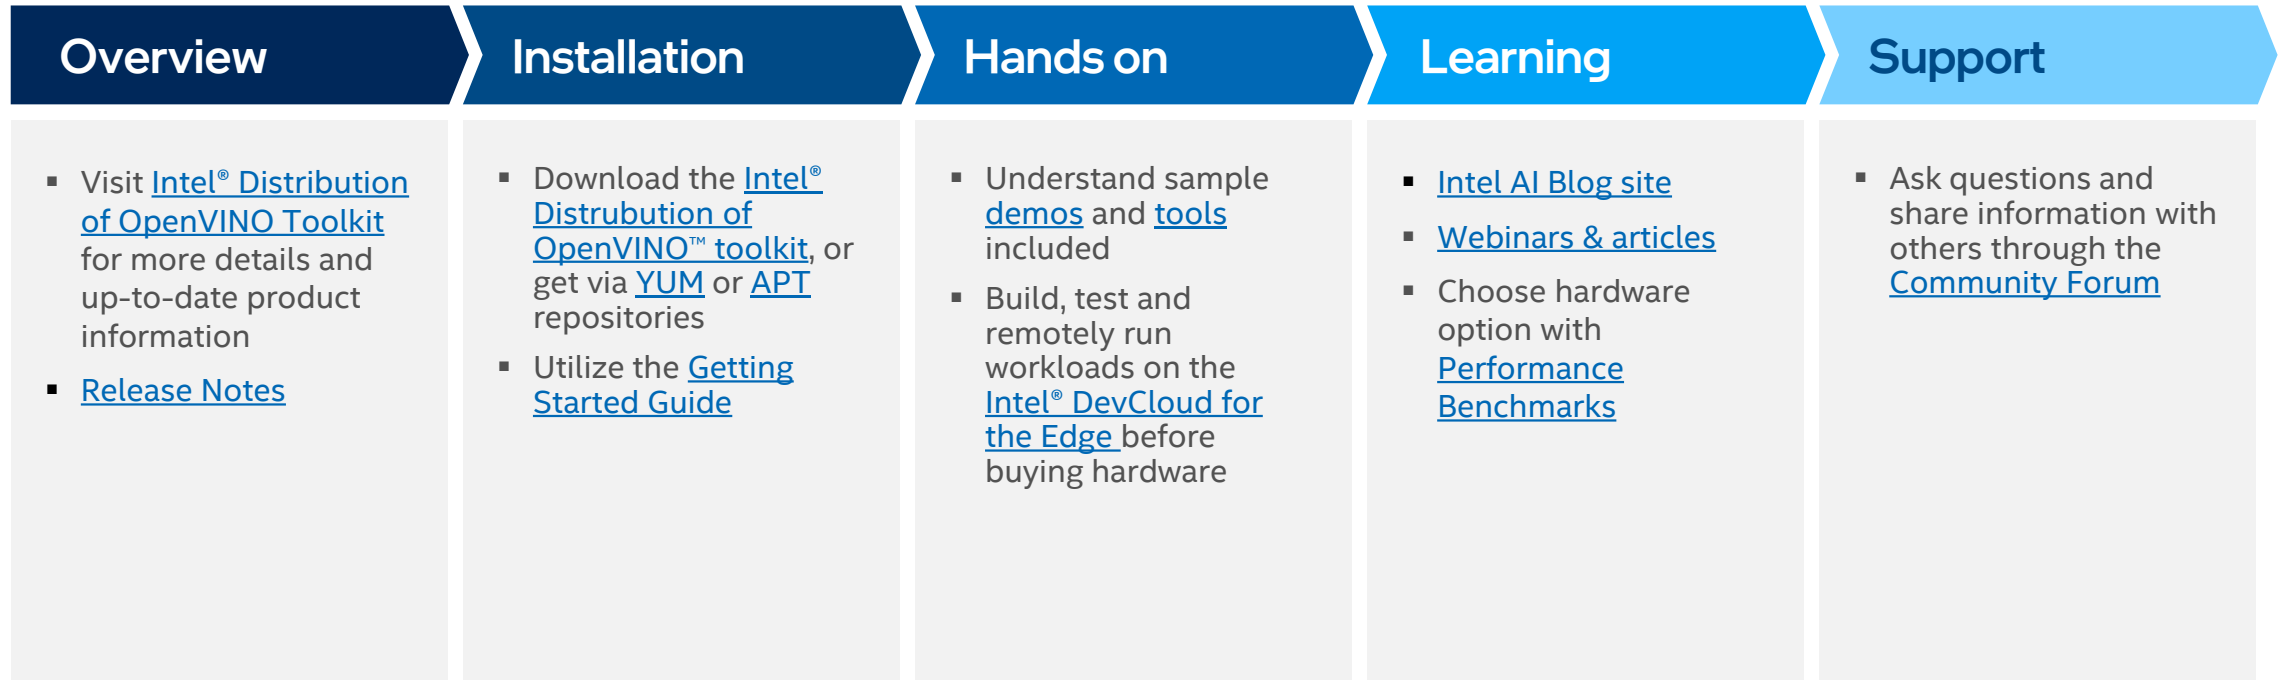 Overview
Installation
Hands on
Learning
Support
▪ Visit Intel® Distribution
of OpenVINO Toolkit
for more details and
up-to-date product
information
▪ Release Notes
▪ Download the Intel®
Distrubution of
OpenVINO™ toolkit, or
get via YUM or APT
repositories
▪ Utilize the Getting
Started Guide
▪ Understand sample
demos and tools
included
▪ Build, test and
remotely run
workloads on the
Intel® DevCloud for
the Edge before
buying hardware
▪ Intel AI Blog site
▪ Webinars & articles
▪ Choose hardware
option with
Performance
Benchmarks
▪ Ask questions and
share information with
others through the
Community Forum